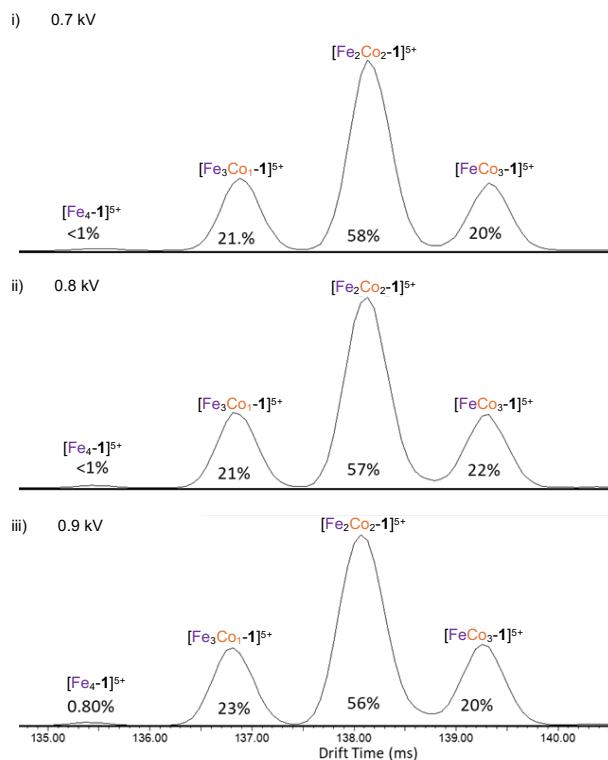 i) 0.7 kV
[Fe₂Co₂-1]⁵⁺
[Fe₃Co₁-1]⁵⁺ [FeCo₃-1]⁵⁺
[Fe₄-1]⁵⁺
<1% 21.% 58% 20%
ii) 0.8 kV
[Fe₂Co₂-1]⁵⁺
[Fe₃Co₁-1]⁵⁺ [FeCo₃-1]⁵⁺
[Fe₄-1]⁵⁺
<1% 21% 57% 22%
iii) 0.9 kV
[Fe₂Co₂-1]⁵⁺
[Fe₃Co₁-1]⁵⁺ [FeCo₃-1]⁵⁺
[Fe₄-1]⁵⁺
0.80% 23% 56% 20%
135.00 136.00 137.00 138.00 139.00 140.00
Drift Time (ms)